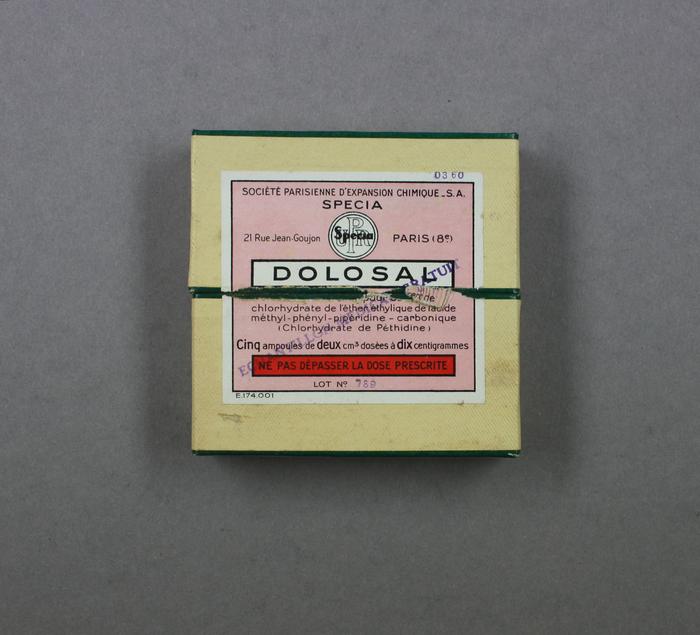 0360
SOCIÉTÉ PARISIENNE D'EXPANSION CHIMIQUE_S.A.
SPECIA
21 Rue Jean-Goujon Specia PARIS (8e)
DOLOSAL
chlorhydrate de l'éther éthylique de l'acide
méthyl-phényl-pipéridine-carbonique
(Chlorhydrate de Péthidine)
Cinq ampoules de deux cm³ dosées à dix centigrammes
NE PAS DÉPASSER LA DOSE PRESCRITE
LOT Nº 789
E.174.001
GRATUIT